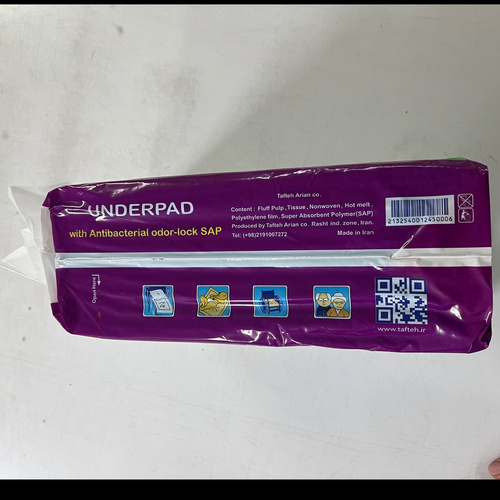 UNDERPAD
with Antibacterial odor-lock SAP
Tafteh Arian co.
Content : Fluff Pulp ,Tissue , Nonwoven , Hot melt ,
Polyethylene film ,Super Absorbent Polymer(SAP)
Produced by Tafteh Arian Co. Rasht ind. zone, Iran.
Tel: (+98)2191007272
Made in Iran
2132540012450006
Open Here
www.tafteh.ir